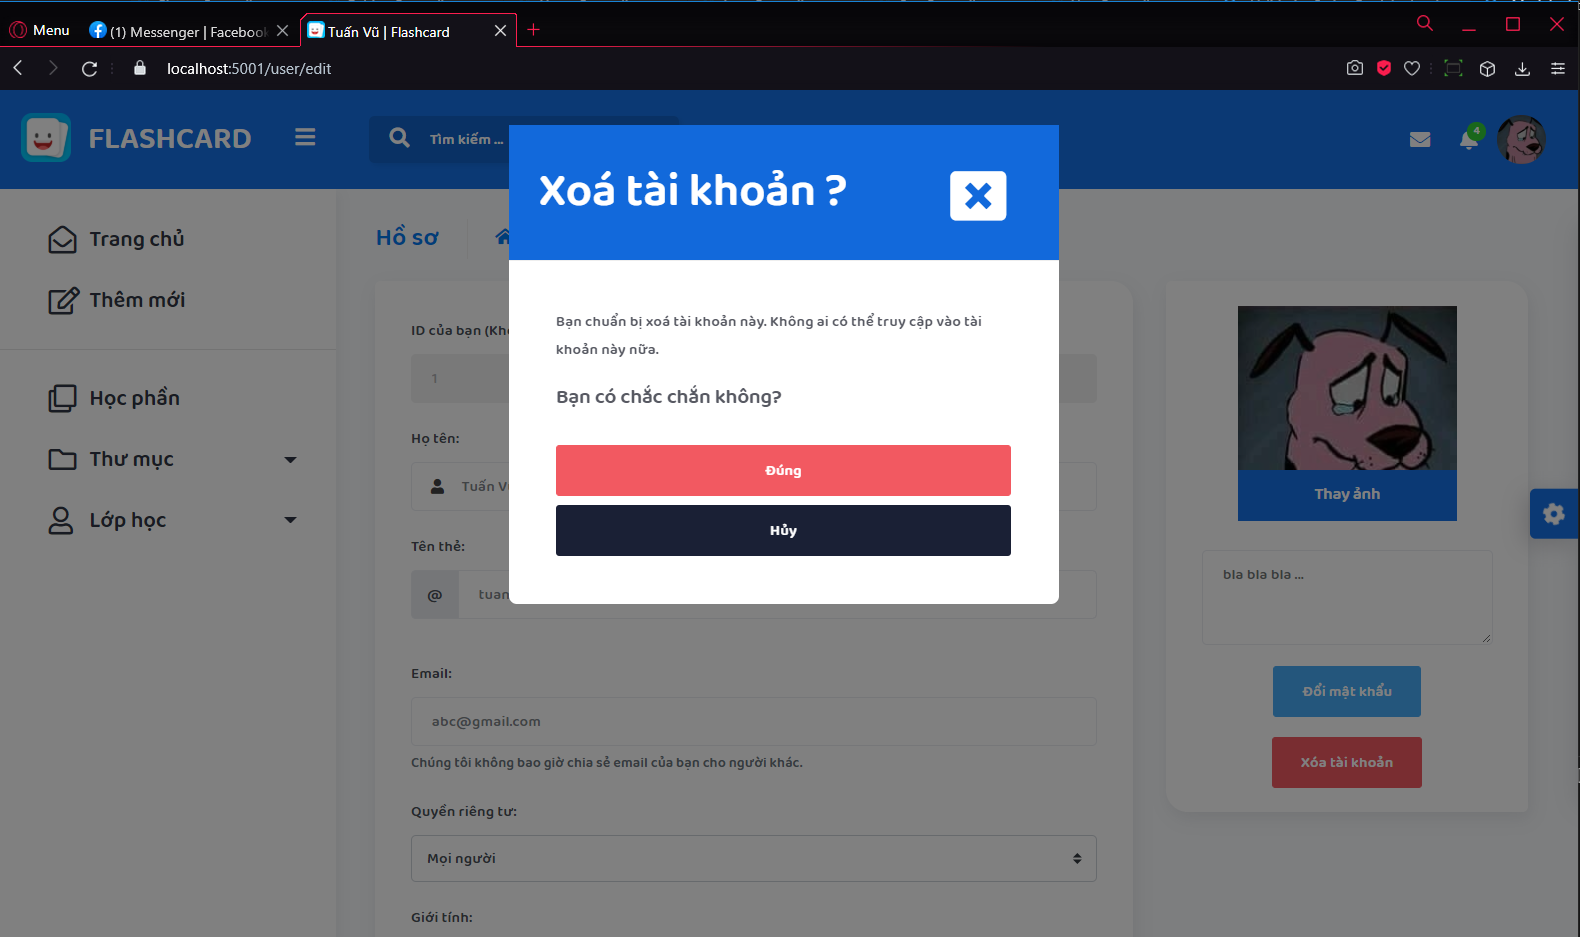 Menu
(1) Messenger | Facebook
Tuấn Vũ | Flashcard
localhost:5001/user/edit
FLASHCARD
Tìm kiếm ...
4
Xoá tài khoản ?
Trang chủ
Thêm mới
Học phần
Thư mục
Lớp học
Hồ sơ
Bạn chuẩn bị xoá tài khoản này. Không ai có thể truy cập vào tài
khoản này nữa.
Bạn có chắc chắn không?
Đúng
Hủy
ID của bạn
1
Họ tên:
Tuấn
Tên thẻ:
@
tuan
Email:
abc@gmail.com
Chúng tôi không bao giờ chia sẻ email của bạn cho người khác.
Quyền riêng tư:
Mọi người
Giới tính:
Thay ảnh
bla bla bla ...
Đổi mật khẩu
Xóa tài khoản